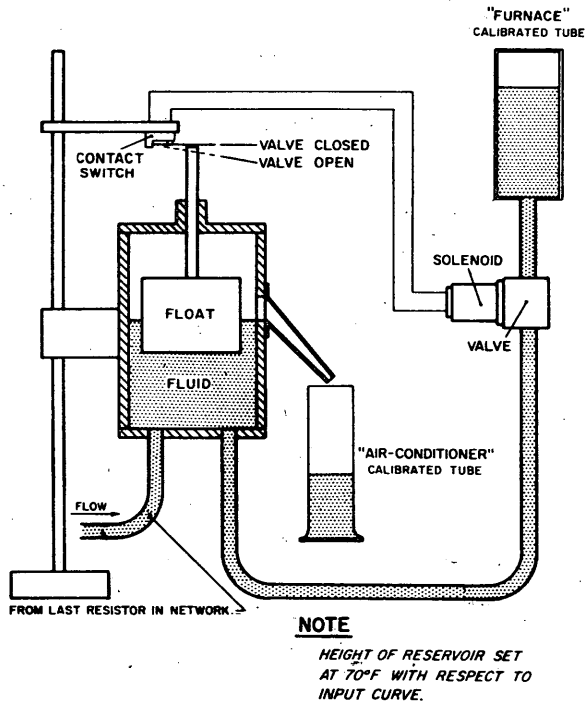 "FURNACE"
CALIBRATED TUBE
CONTACT
SWITCH
VALVE CLOSED
VALVE OPEN
SOLENOID
FLOAT
VALVE
FLUID
"AIR-CONDITIONER"
CALIBRATED TUBE
FLOW
FROM LAST RESISTOR IN NETWORK
NOTE
HEIGHT OF RESERVOIR SET
AT 70°F WITH RESPECT TO
INPUT CURVE.